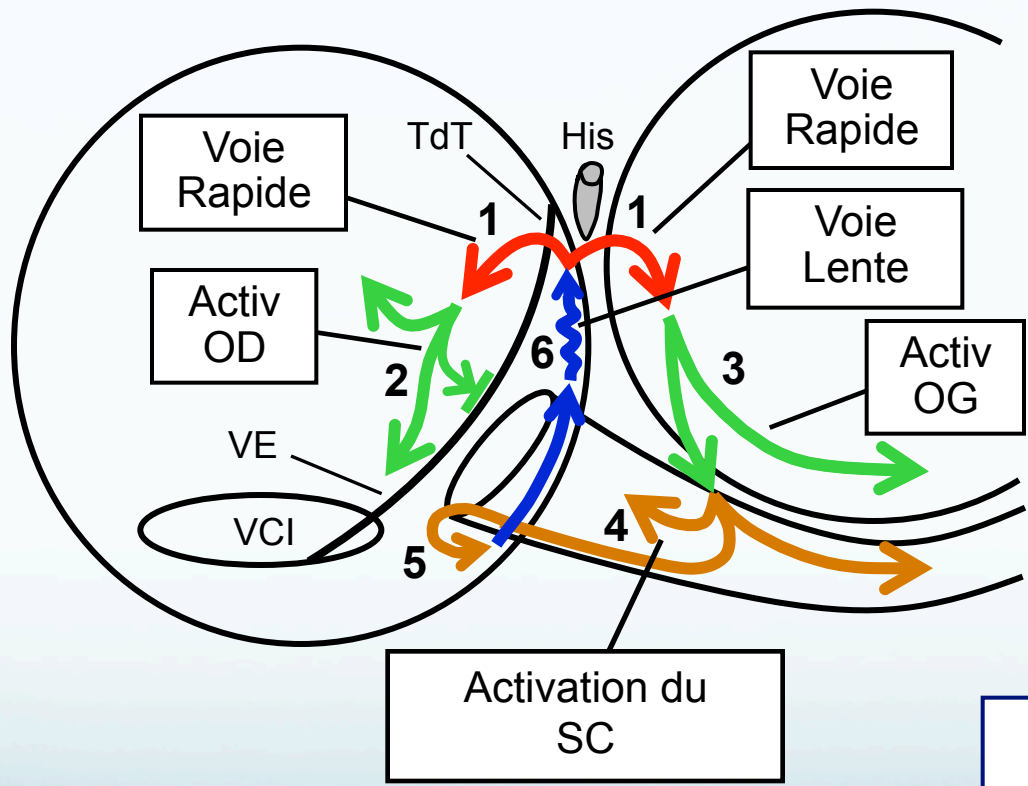 Voie
Rapide
TdT
His
Voie
Rapide
1
1
Voie
Lente
Activ
OD
2
6
3
Activ
OG
VE
VCI
5
4
Activation du
SC